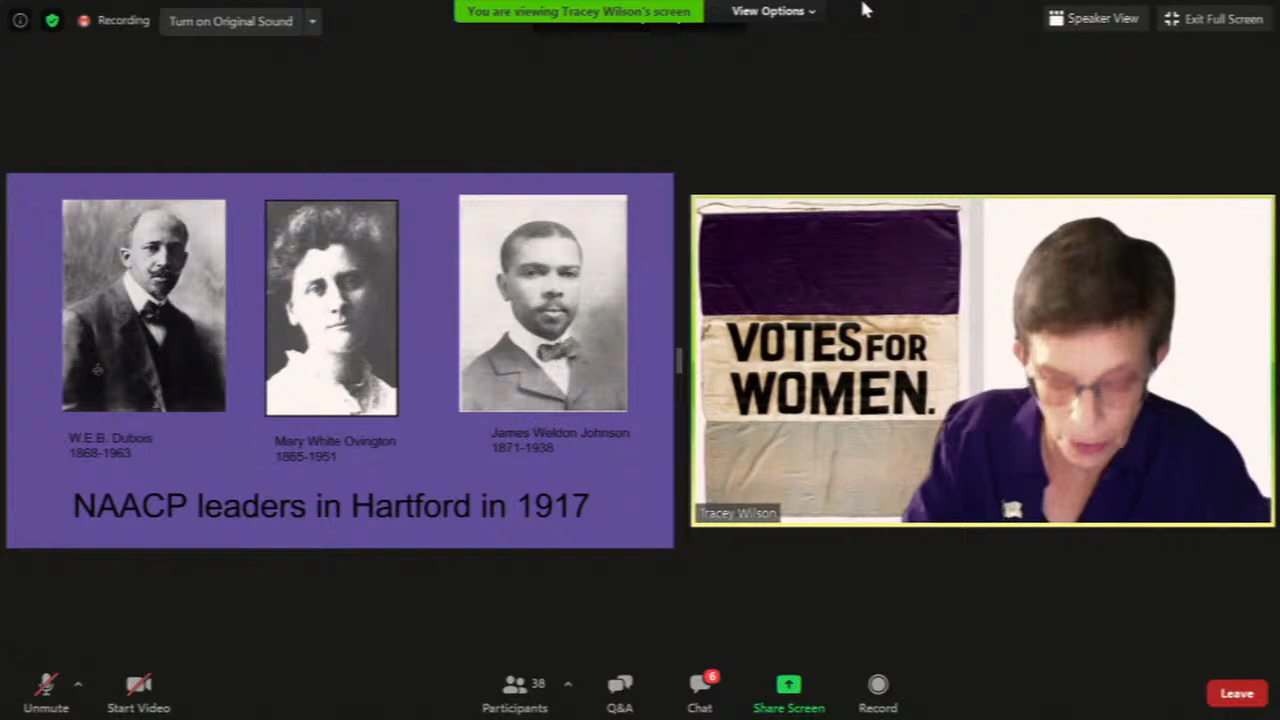 Recording
Turn on Original Sound
You are viewing Tracey Wilson's screen
View Options
Speaker View
Exit Full Screen
W.E.B. Dubois
1868-1963
Mary White Ovington
1865-1951
James Weldon Johnson
1871-1938
NAACP leaders in Hartford in 1917
VOTES FOR
WOMEN.
Tracey Wilson
Unmute
Start Video
38
Participants
Q&A
6
Chat
Share Screen
Record
Leave